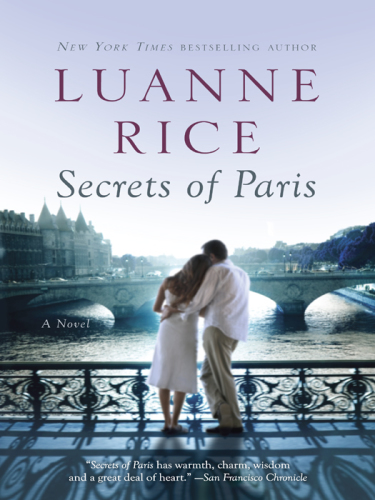 NEW YORK TIMES BESTSELLING AUTHOR
LUANNE
RICE
Secrets of Paris
A Novel
“Secrets of Paris has warmth, charm, wisdom
and a great deal of heart.” —San Francisco Chronicle